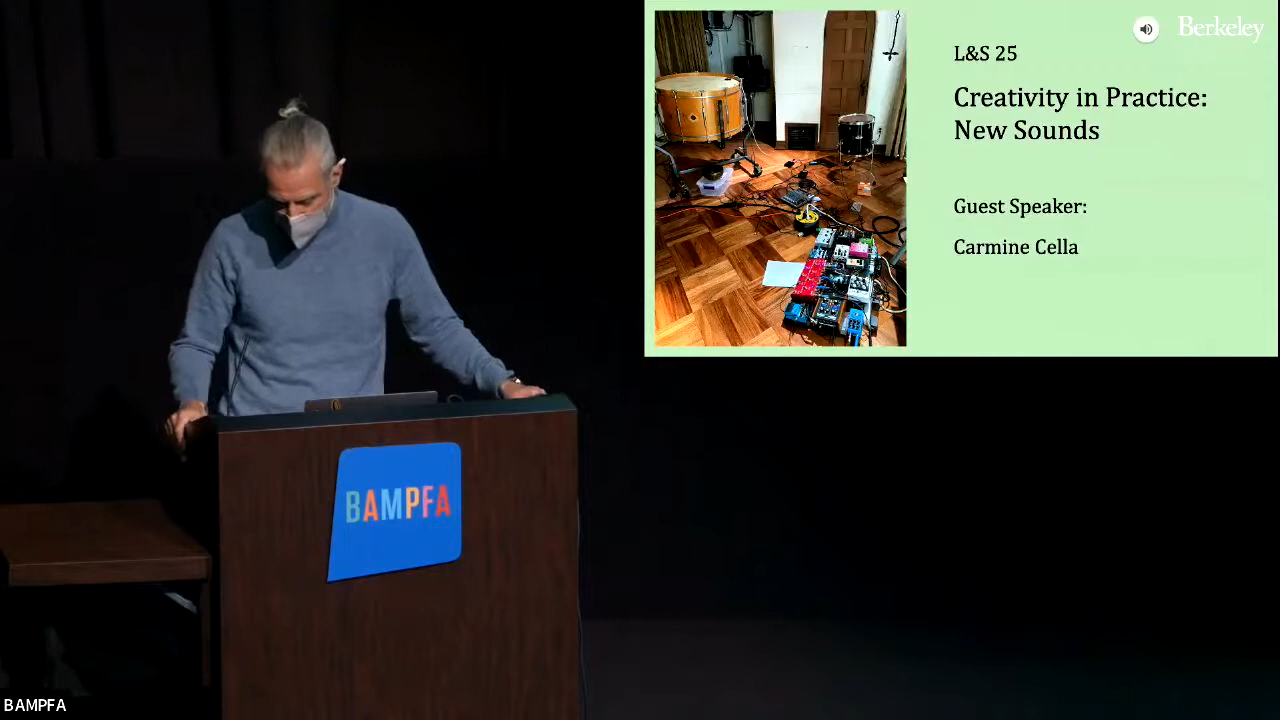 Berkeley
L&S 25
Creativity in Practice:
New Sounds
Guest Speaker:
Carmine Cella
BAMPFA
BAMPFA